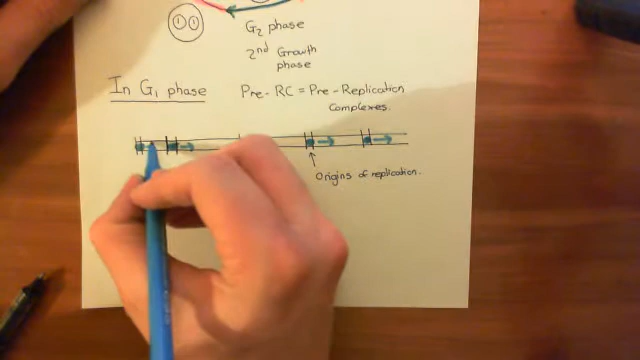 G2 phase
2nd Growth
phase
In G1 phase
Pre-RC = Pre-Replication
Complexes.
Origins of replication.